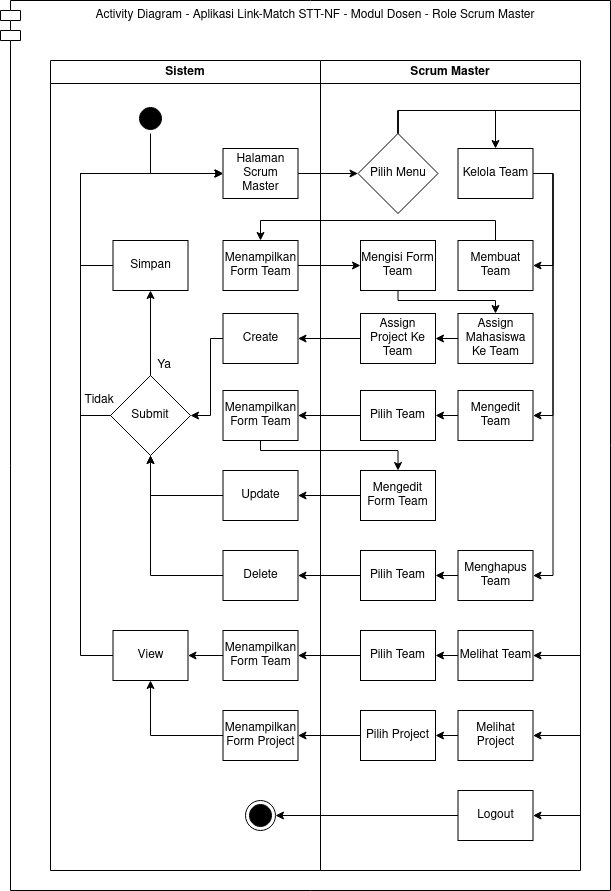 Activity Diagram - Aplikasi Link-Match STT-NF - Modul Dosen - Role Scrum Master
Sistem
Scrum Master
Halaman
Scrum
Master
Pilih Menu
Kelola Team
Simpan
Menampilkan
Form Team
Mengisi Form
Team
Membuat
Team
Create
Assign
Project Ke
Team
Assign
Mahasiswa
Ke Team
Ya
Tidak
Submit
Menampilkan
Form Team
Pilih Team
Mengedit
Team
Update
Mengedit
Form Team
Delete
Pilih Team
Menghapus
Team
View
Menampilkan
Form Team
Pilih Team
Melihat Team
Menampilkan
Form Project
Pilih Project
Melihat
Project
Logout